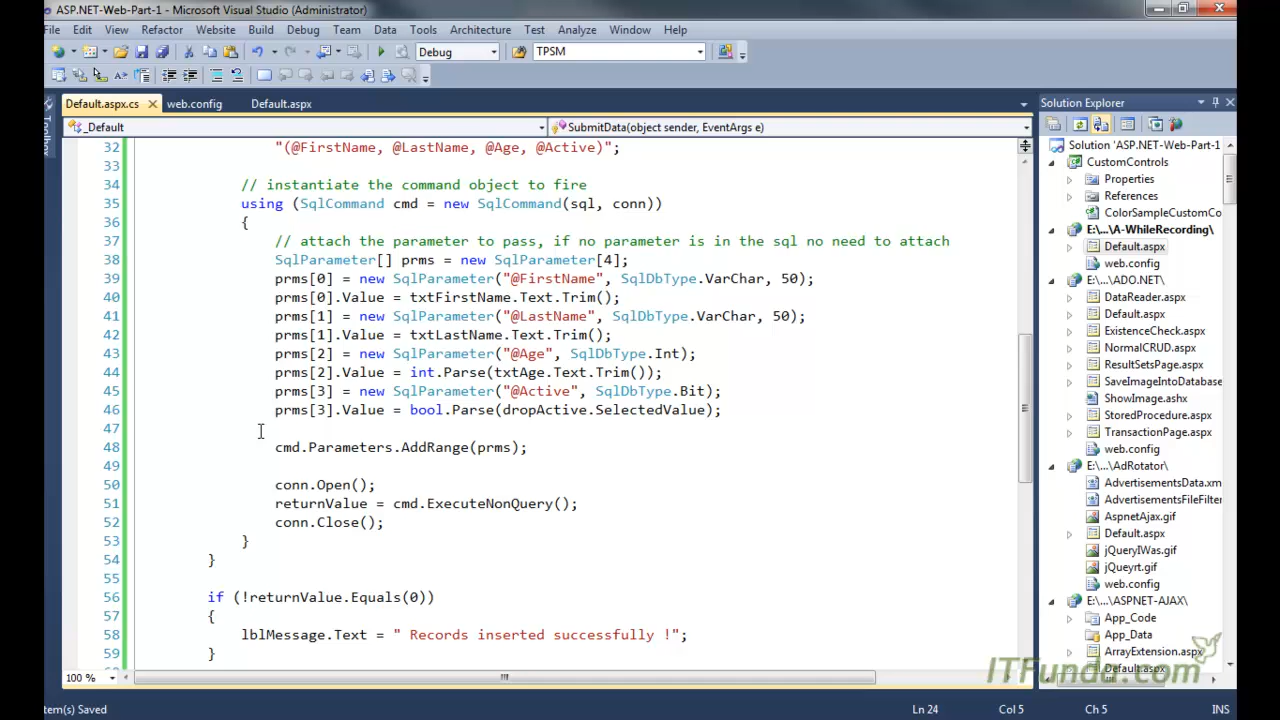 ASP.NET-Web-Part-1 - Microsoft Visual Studio (Administrator)
File Edit View Refactor Website Build Debug Team Data Tools Architecture Test Analyze Window Help
Debug TPSM
Default.aspx.cs web.config Default.aspx
_Default SubmitData(object sender, EventArgs e)
Toolbox
32 "(@FirstName, @LastName, @Age, @Active)";
33
34 // instantiate the command object to fire
35 using (SqlCommand cmd = new SqlCommand(sql, conn))
36 {
37 // attach the parameter to pass, if no parameter is in the sql no need to attach
38 SqlParameter[] prms = new SqlParameter[4];
39 prms[0] = new SqlParameter("@FirstName", SqlDbType.VarChar, 50);
40 prms[0].Value = txtFirstName.Text.Trim();
41 prms[1] = new SqlParameter("@LastName", SqlDbType.VarChar, 50);
42 prms[1].Value = txtLastName.Text.Trim();
43 prms[2] = new SqlParameter("@Age", SqlDbType.Int);
44 prms[2].Value = int.Parse(txtAge.Text.Trim());
45 prms[3] = new SqlParameter("@Active", SqlDbType.Bit);
46 prms[3].Value = bool.Parse(dropActive.SelectedValue);
47
48 cmd.Parameters.AddRange(prms);
49
50 conn.Open();
51 returnValue = cmd.ExecuteNonQuery();
52 conn.Close();
53 }
54 }
55
56 if (!returnValue.Equals(0))
57 {
58 lblMessage.Text = " Records inserted successfully !";
59 }
100 %
Solution Explorer
Solution 'ASP.NET-Web-Part-1
CustomControls
Properties
References
ColorSampleCustomCo
E:\...\A-WhileRecording\
Default.aspx
web.config
E:\...\ADO.NET\
DataReader.aspx
Default.aspx
ExistenceCheck.aspx
NormalCRUD.aspx
ResultSetsPage.aspx
SaveImageIntoDatabase
ShowImage.ashx
StoredProcedure.aspx
TransactionPage.aspx
web.config
E:\...\AdRotator\
AdvertisementsData.xm
AdvertisementsFileFilter
AspnetAjax.gif
Default.aspx
jQueryIWas.gif
jQueyrt.gif
web.config
E:\...\ASPNET-AJAX\
App_Code
App_Data
ArrayExtension.aspx
Default.aspx
ITFunda.com
tem(s) Saved Ln 24 Col 5 Ch 5 INS